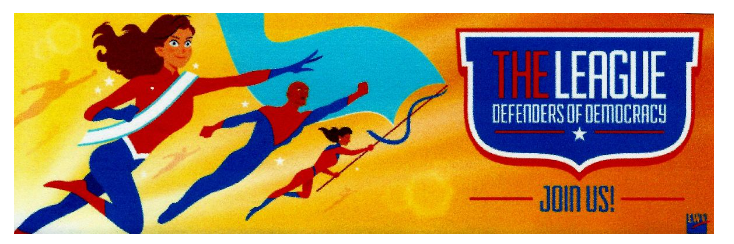 THE LEAGUE
DEFENDERS OF DEMOCRACY
JOIN US!